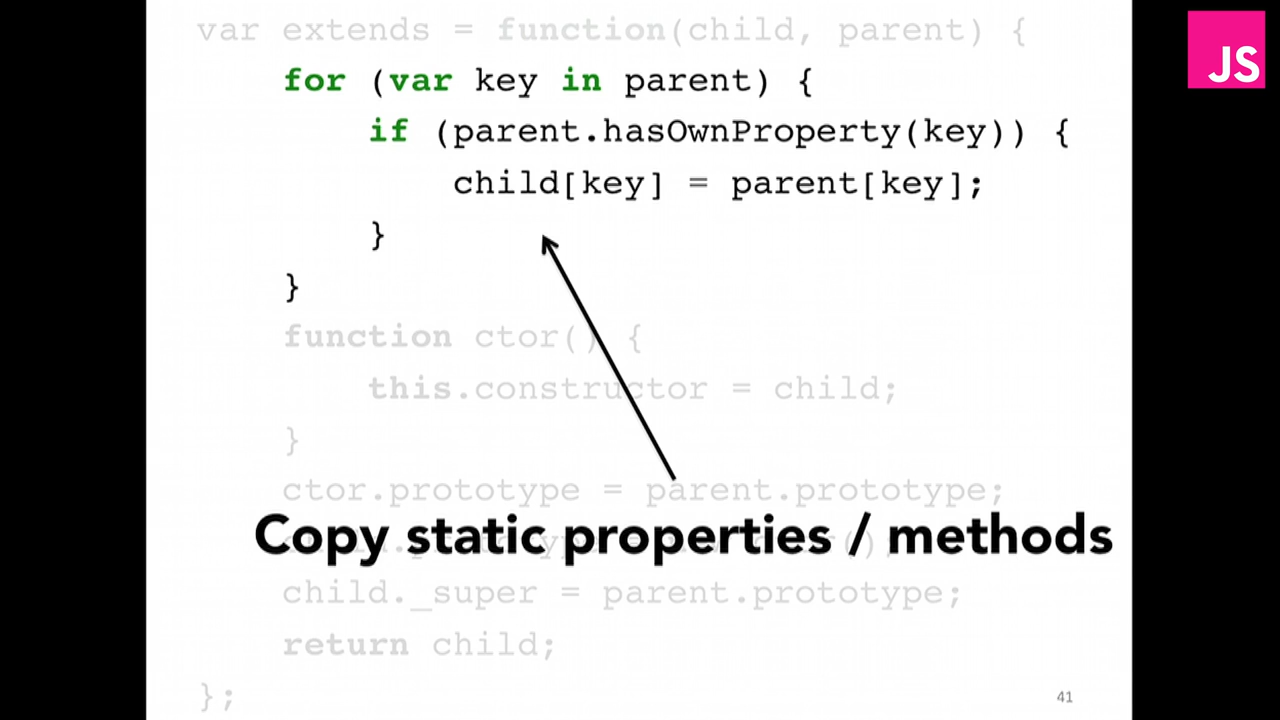 var extends = function(child, parent) {
JS
for (var key in parent) {
if (parent.hasOwnProperty(key)) {
child[key] = parent[key];
}
}
function ctor() {
this.constructor = child;
}
ctor.prototype = parent.prototype;
Copy static properties / methods
child._super = parent.prototype;
return child;
};
41